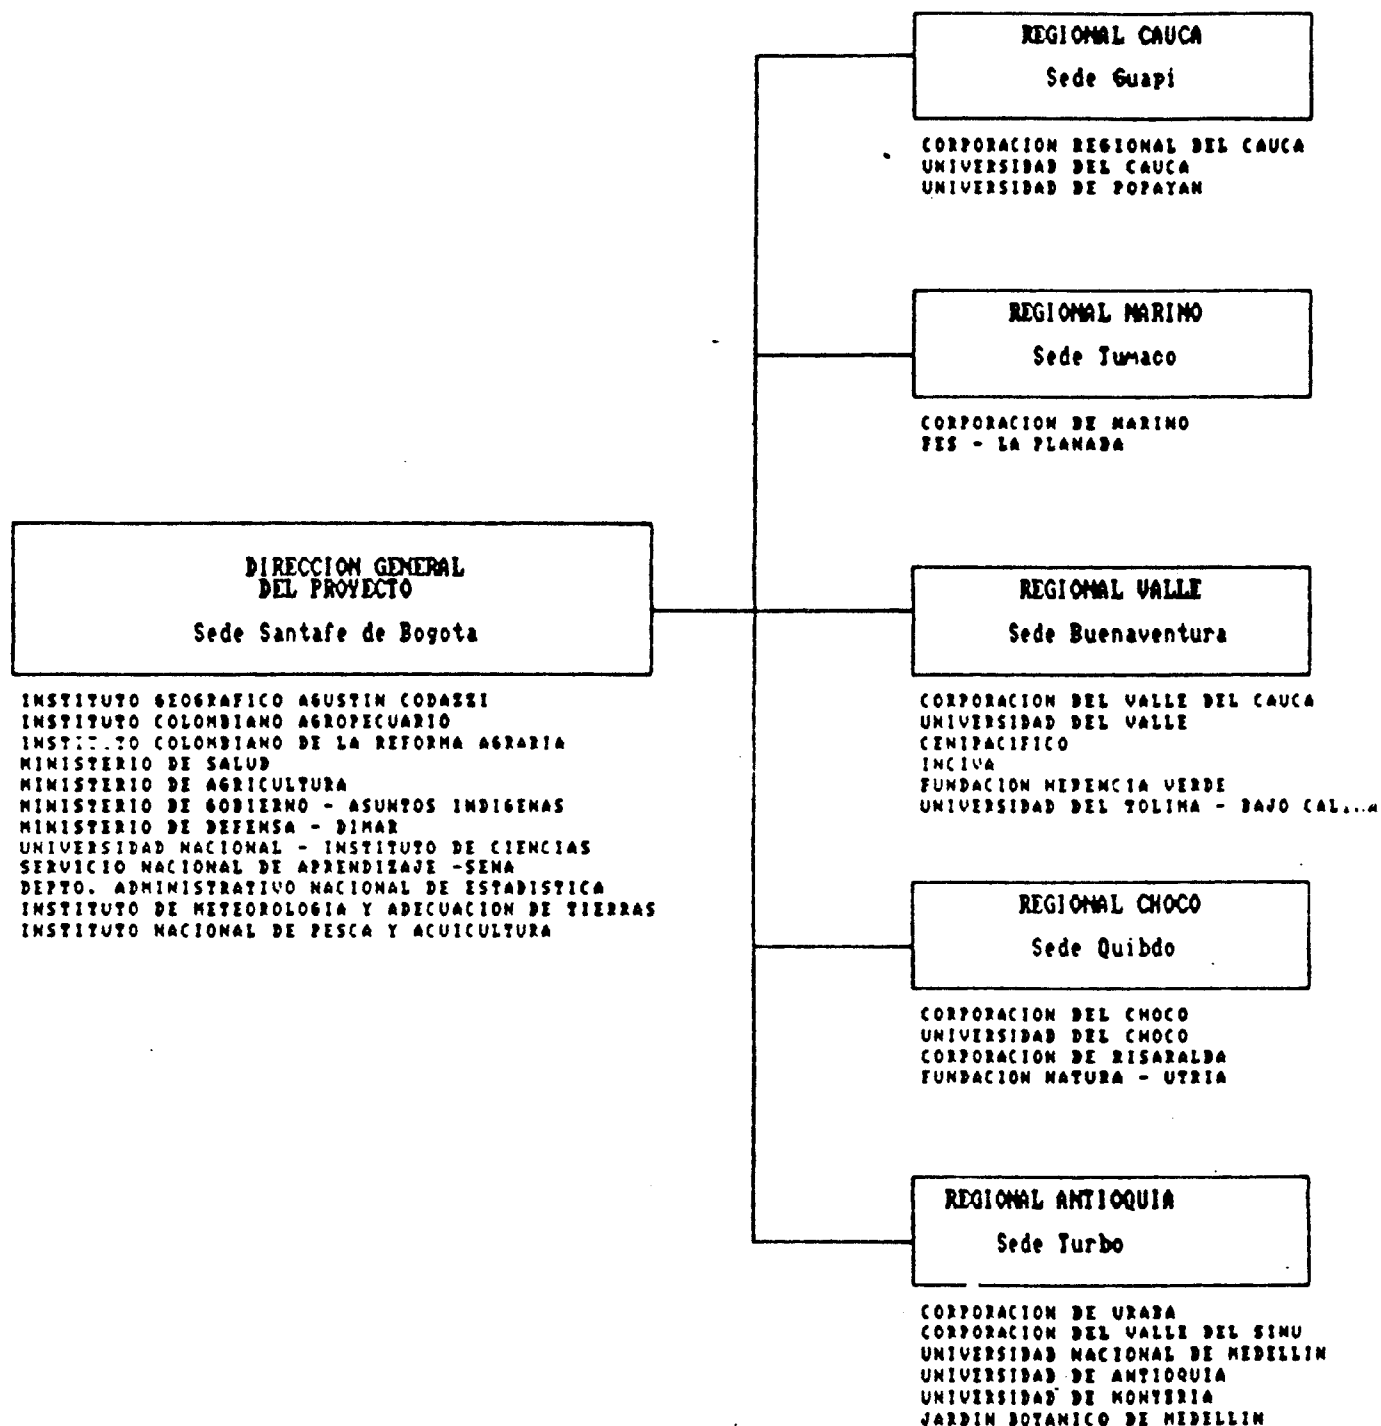 DIRECCION GENERAL
DEL PROYECTO
Sede Santafe de Bogota
INSTITUTO GEOGRAFICO AGUSTIN CODAZZI
INSTITUTO COLOMBIANO AGROPECUARIO
INSTITUTO COLOMBIANO DE LA REFORMA AGRARIA
MINISTERIO DE SALUD
MINISTERIO DE AGRICULTURA
MINISTERIO DE GOBIERNO - ASUNTOS INDIGENAS
MINISTERIO DE DEFENSA - DIMAR
UNIVERSIDAD NACIONAL - INSTITUTO DE CIENCIAS
SERVICIO NACIONAL DE APRENDIZAJE -SENA
DEPTO. ADMINISTRATIVO NACIONAL DE ESTADISTICA
INSTITUTO DE METEOROLOGIA Y ADECUACION DE TIERRAS
INSTITUTO NACIONAL DE PESCA Y ACUICULTURA
REGIONAL CAUCA
Sede Guapi
CORPORACION REGIONAL DEL CAUCA
UNIVERSIDAD DEL CAUCA
UNIVERSIDAD DE POPAYAN
REGIONAL NARINO
Sede Tumaco
CORPORACION DE NARINO
FES - LA PLANADA
REGIONAL VALLE
Sede Buenaventura
CORPORACION DEL VALLE DEL CAUCA
UNIVERSIDAD DEL VALLE
CENIPACIFICO
INCIVA
FUNDACION HERENCIA VERDE
UNIVERSIDAD DEL TOLIMA - BAJO
REGIONAL CHOCO
Sede Quibdo
CORPORACION DEL CHOCO
UNIVERSIDAD DEL CHOCO
CORPORACION DE RISARALDA
FUNDACION NATURA - UTRIA
REGIONAL ANTIOQUIA
Sede Turbo
CORPORACION DE URABA
CORPORACION DEL VALLE DEL SINU
UNIVERSIDAD NACIONAL DE MEDELLIN
UNIVERSIDAD DE ANTIOQUIA
UNIVERSIDAD DE MONTERIA
JARDIN BOTANICO DE MEDELLIN